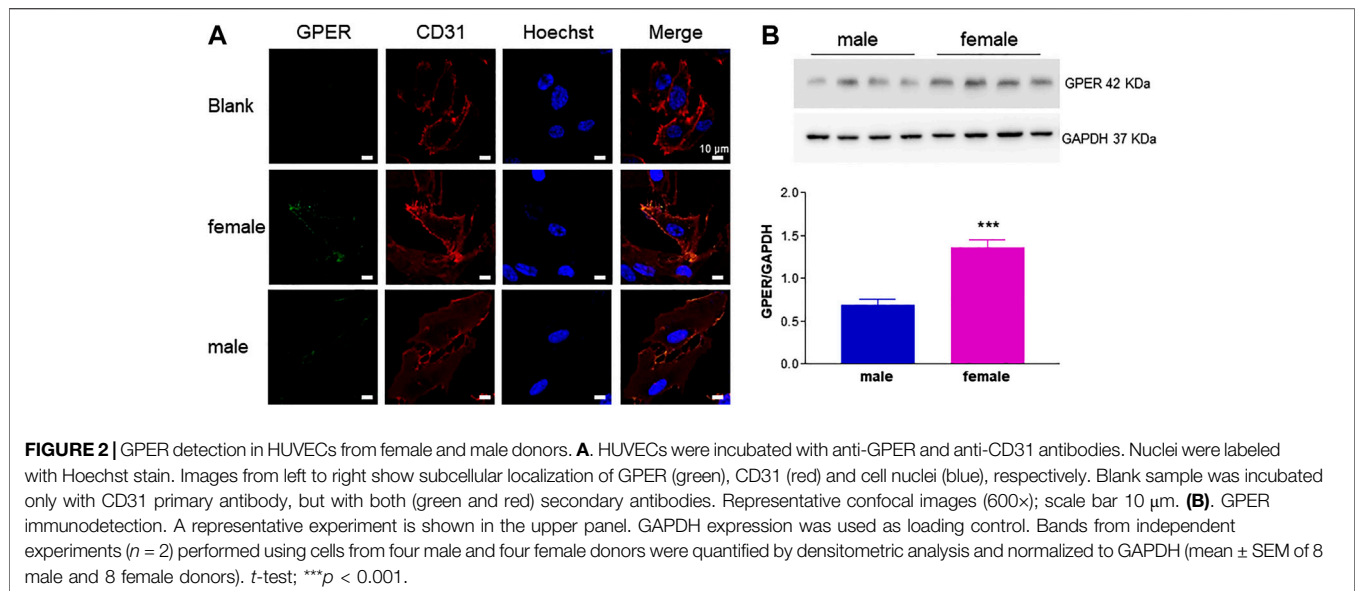 A
GPER CD31 Hoechst Merge
Blank
10 µm
female
male
B
male female
GPER 42 KDa
GAPDH 37 KDa
2.0
1.5
1.0
0.5
0.0
GPER/GAPDH
***
male female
FIGURE 2 | GPER detection in HUVECs from female and male donors. A. HUVECs were incubated with anti-GPER and anti-CD31 antibodies. Nuclei were labeled
with Hoechst stain. Images from left to right show subcellular localization of GPER (green), CD31 (red) and cell nuclei (blue), respectively. Blank sample was incubated
only with CD31 primary antibody, but with both (green and red) secondary antibodies. Representative confocal images (600×); scale bar 10 μm. (B). GPER
immunodetection. A representative experiment is shown in the upper panel. GAPDH expression was used as loading control. Bands from independent
experiments (n = 2) performed using cells from four male and four female donors were quantified by densitometric analysis and normalized to GAPDH (mean ± SEM of 8
male and 8 female donors). t-test; ***p < 0.001.